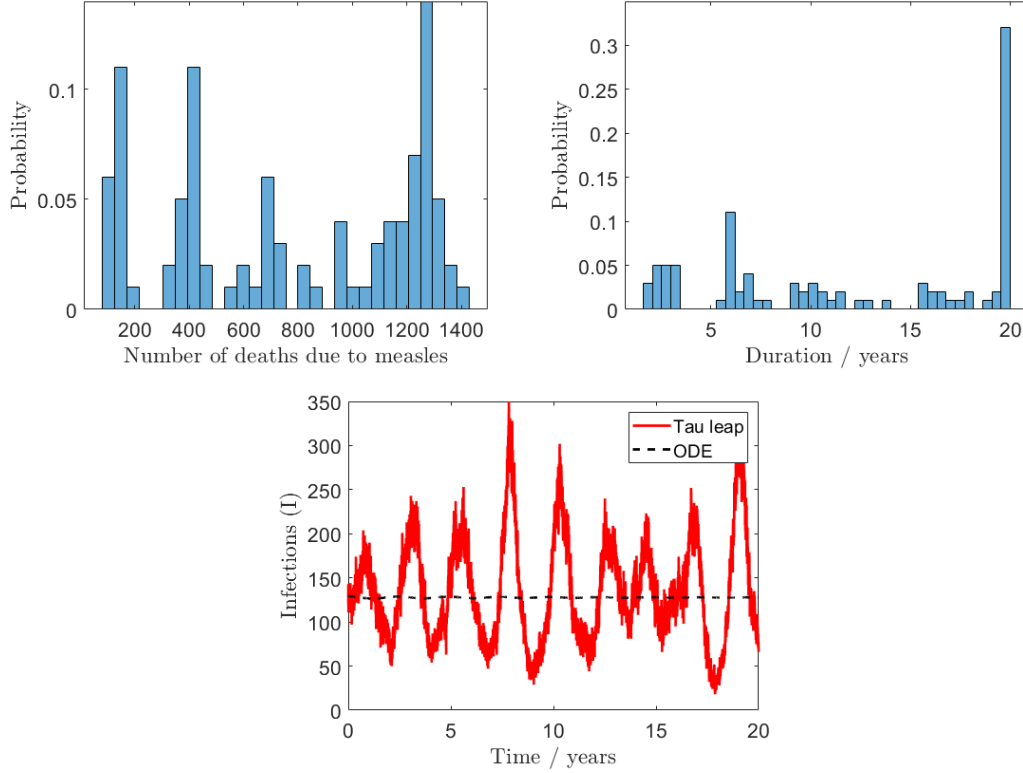 0.1
0.05
0
200 400 600 800 1000 1200 1400
Probability
Number of deaths due to measles
0.3
0.25
0.2
0.15
0.1
0.05
0
5 10 15 20
Probability
Duration / years
350
300
250
200
150
100
50
0
0 5 10 15 20
Infections (I)
Time / years
Tau leap
ODE